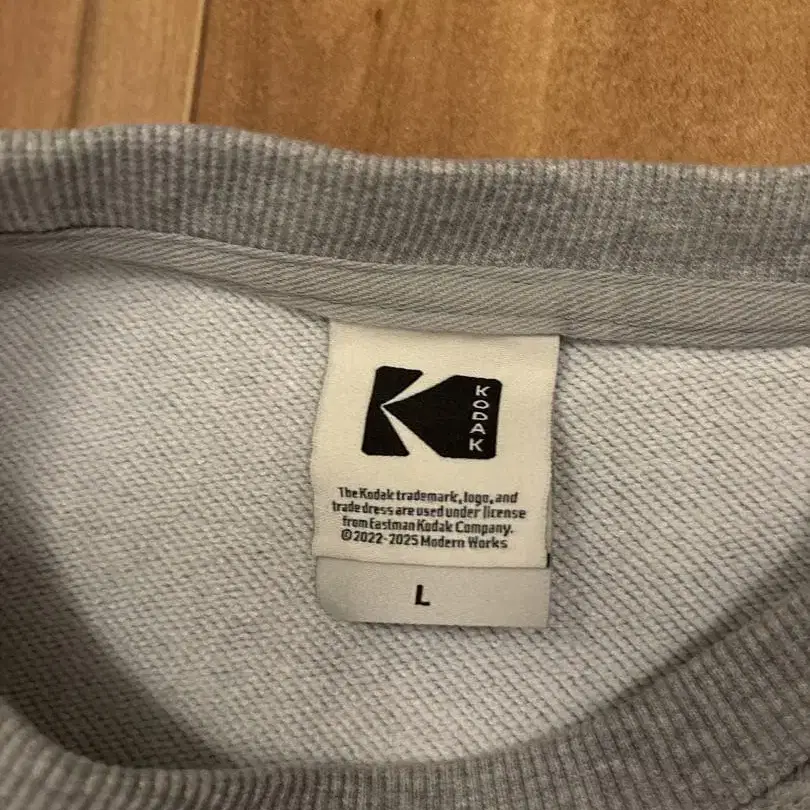 KODAK
The Kodak trademark, logo, and
trade dress are used under license
from Eastman Kodak Company.
©2022-2025 Modern Works
L